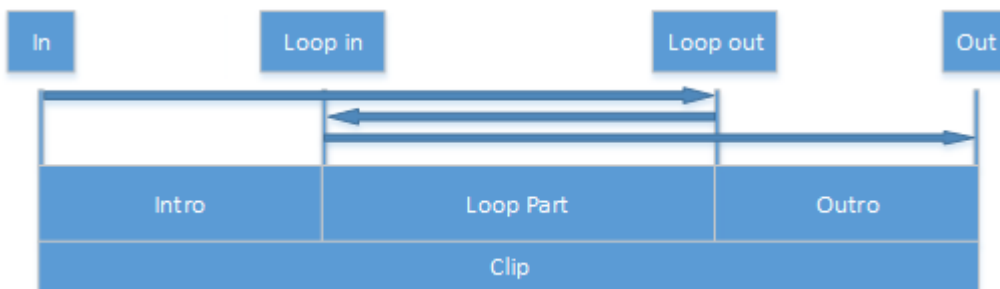 In
Loop in
Loop out
Out
Intro
Loop Part
Outro
Clip